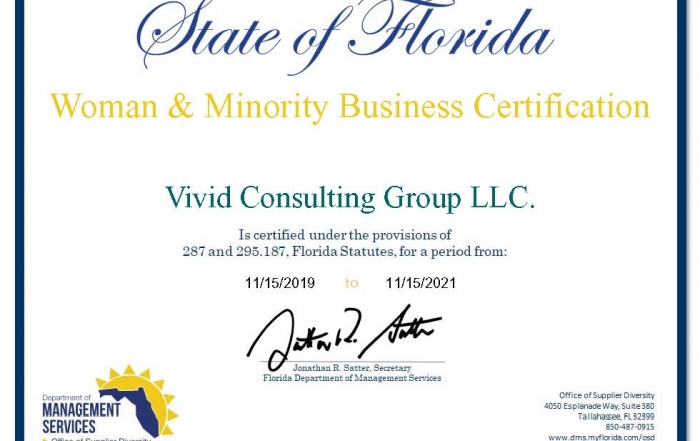 State of Florida
Woman & Minority Business Certification
Vivid Consulting Group LLC.
Is certified under the provisions of
287 and 295.187, Florida Statutes, for a period from:
11/15/2019 to 11/15/2021
Jonathan R. Satter, Secretary
Florida Department of Management Services
Department of
MANAGEMENT
SERVICES
Office of Supplier Diversity
Office of Supplier Diversity
4050 Esplanade Way, Suite 380
Tallahassee, FL 32399
850-487-0915
www.dms.myflorida.com/osd